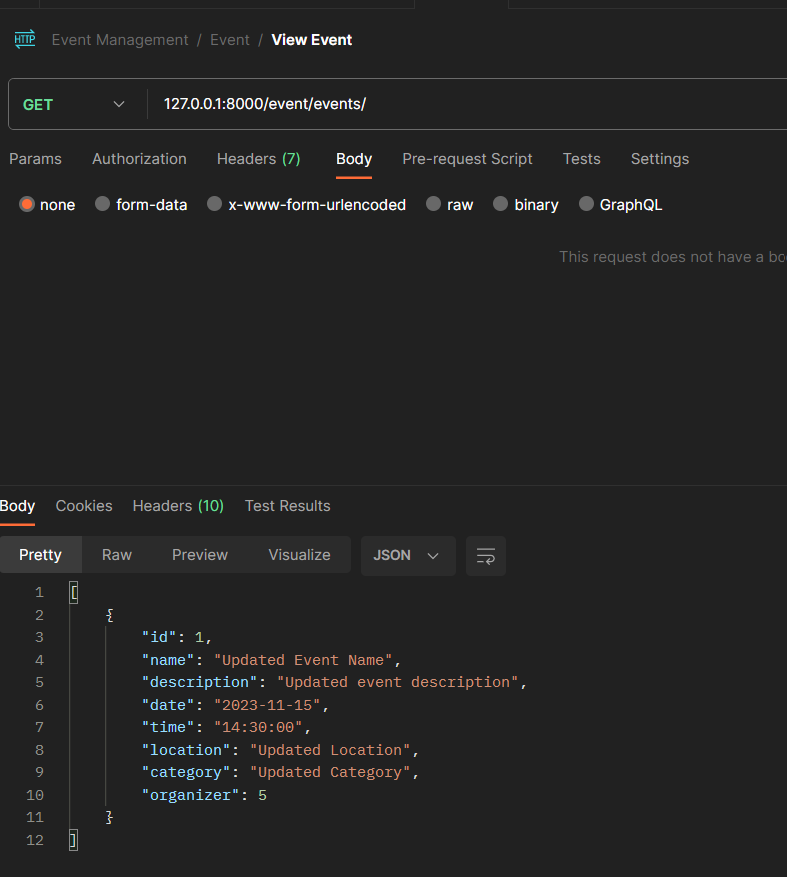 HTTP Event Management / Event / View Event
GET 127.0.0.1:8000/event/events/
Params Authorization Headers (7) Body Pre-request Script Tests Settings
none form-data x-www-form-urlencoded raw binary GraphQL
This request does not have a bo
Body Cookies Headers (10) Test Results
Pretty Raw Preview Visualize JSON
1 [
2 {
3 "id": 1,
4 "name": "Updated Event Name",
5 "description": "Updated event description",
6 "date": "2023-11-15",
7 "time": "14:30:00",
8 "location": "Updated Location",
9 "category": "Updated Category",
10 "organizer": 5
11 }
12 ]